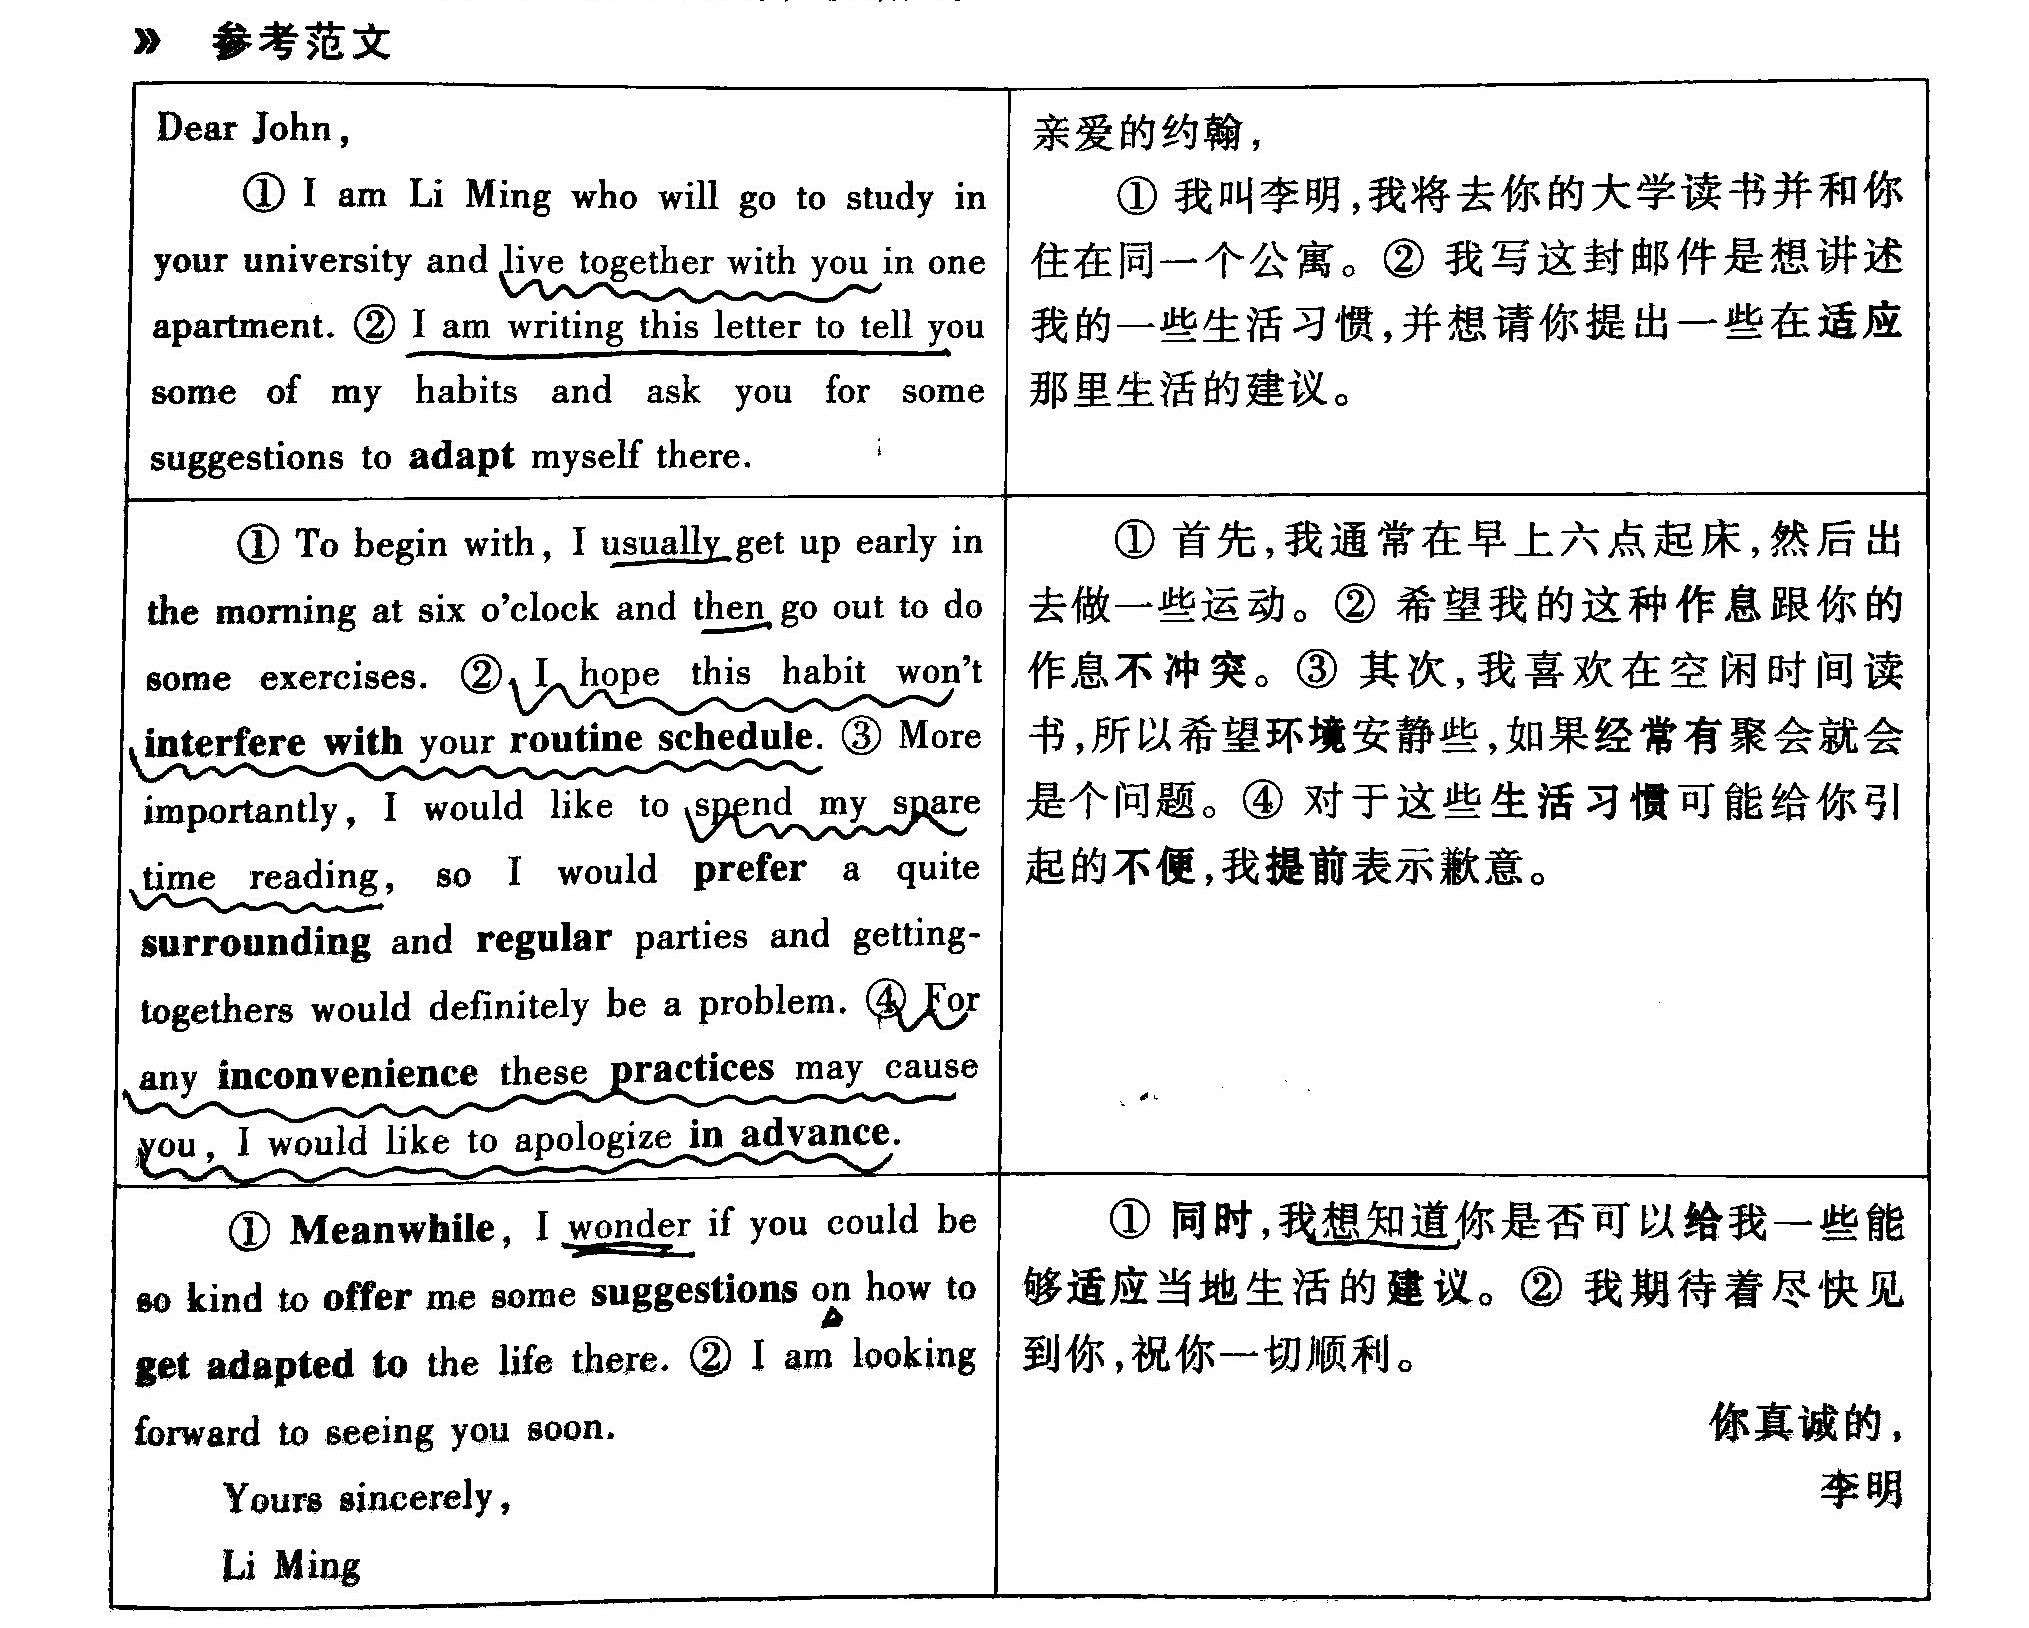 » 参考范文
Dear John,
① I am Li Ming who will go to study in
your university and live together with you in one
apartment. ② I am writing this letter to tell you
some of my habits and ask you for some
suggestions to adapt myself there.
亲爱的约翰,
① 我叫李明,我将去你的大学读书并和你
住在同一个公寓。② 我写这封邮件是想讲述
我的一些生活习惯,并想请你提出一些在适应
那里生活的建议。
① To begin with, I usually get up early in
the morning at six o'clock and then go out to do
some exercises. ② I hope this habit won't
interfere with your routine schedule. ③ More
importantly, I would like to spend my spare
time reading, so I would prefer a quite
surrounding and regular parties and getting-
togethers would definitely be a problem. ④ For
any inconvenience these practices may cause
you, I would like to apologize in advance.
① 首先,我通常在早上六点起床,然后出
去做一些运动。② 希望我的这种作息跟你的
作息不冲突。③ 其次,我喜欢在空闲时间读
书,所以希望环境安静些,如果经常有聚会就会
是个问题。④ 对于这些生活习惯可能给你引
起的不便,我提前表示歉意。
① Meanwhile, I wonder if you could be
so kind to offer me some suggestions on how to
get adapted to the life there. ② I am looking
forward to seeing you soon.
Yours sincerely,
Li Ming
① 同时,我想知道你是否可以给我一些能
够适应当地生活的建议。② 我期待着尽快见
到你,祝你一切顺利。
你真诚的,
李明